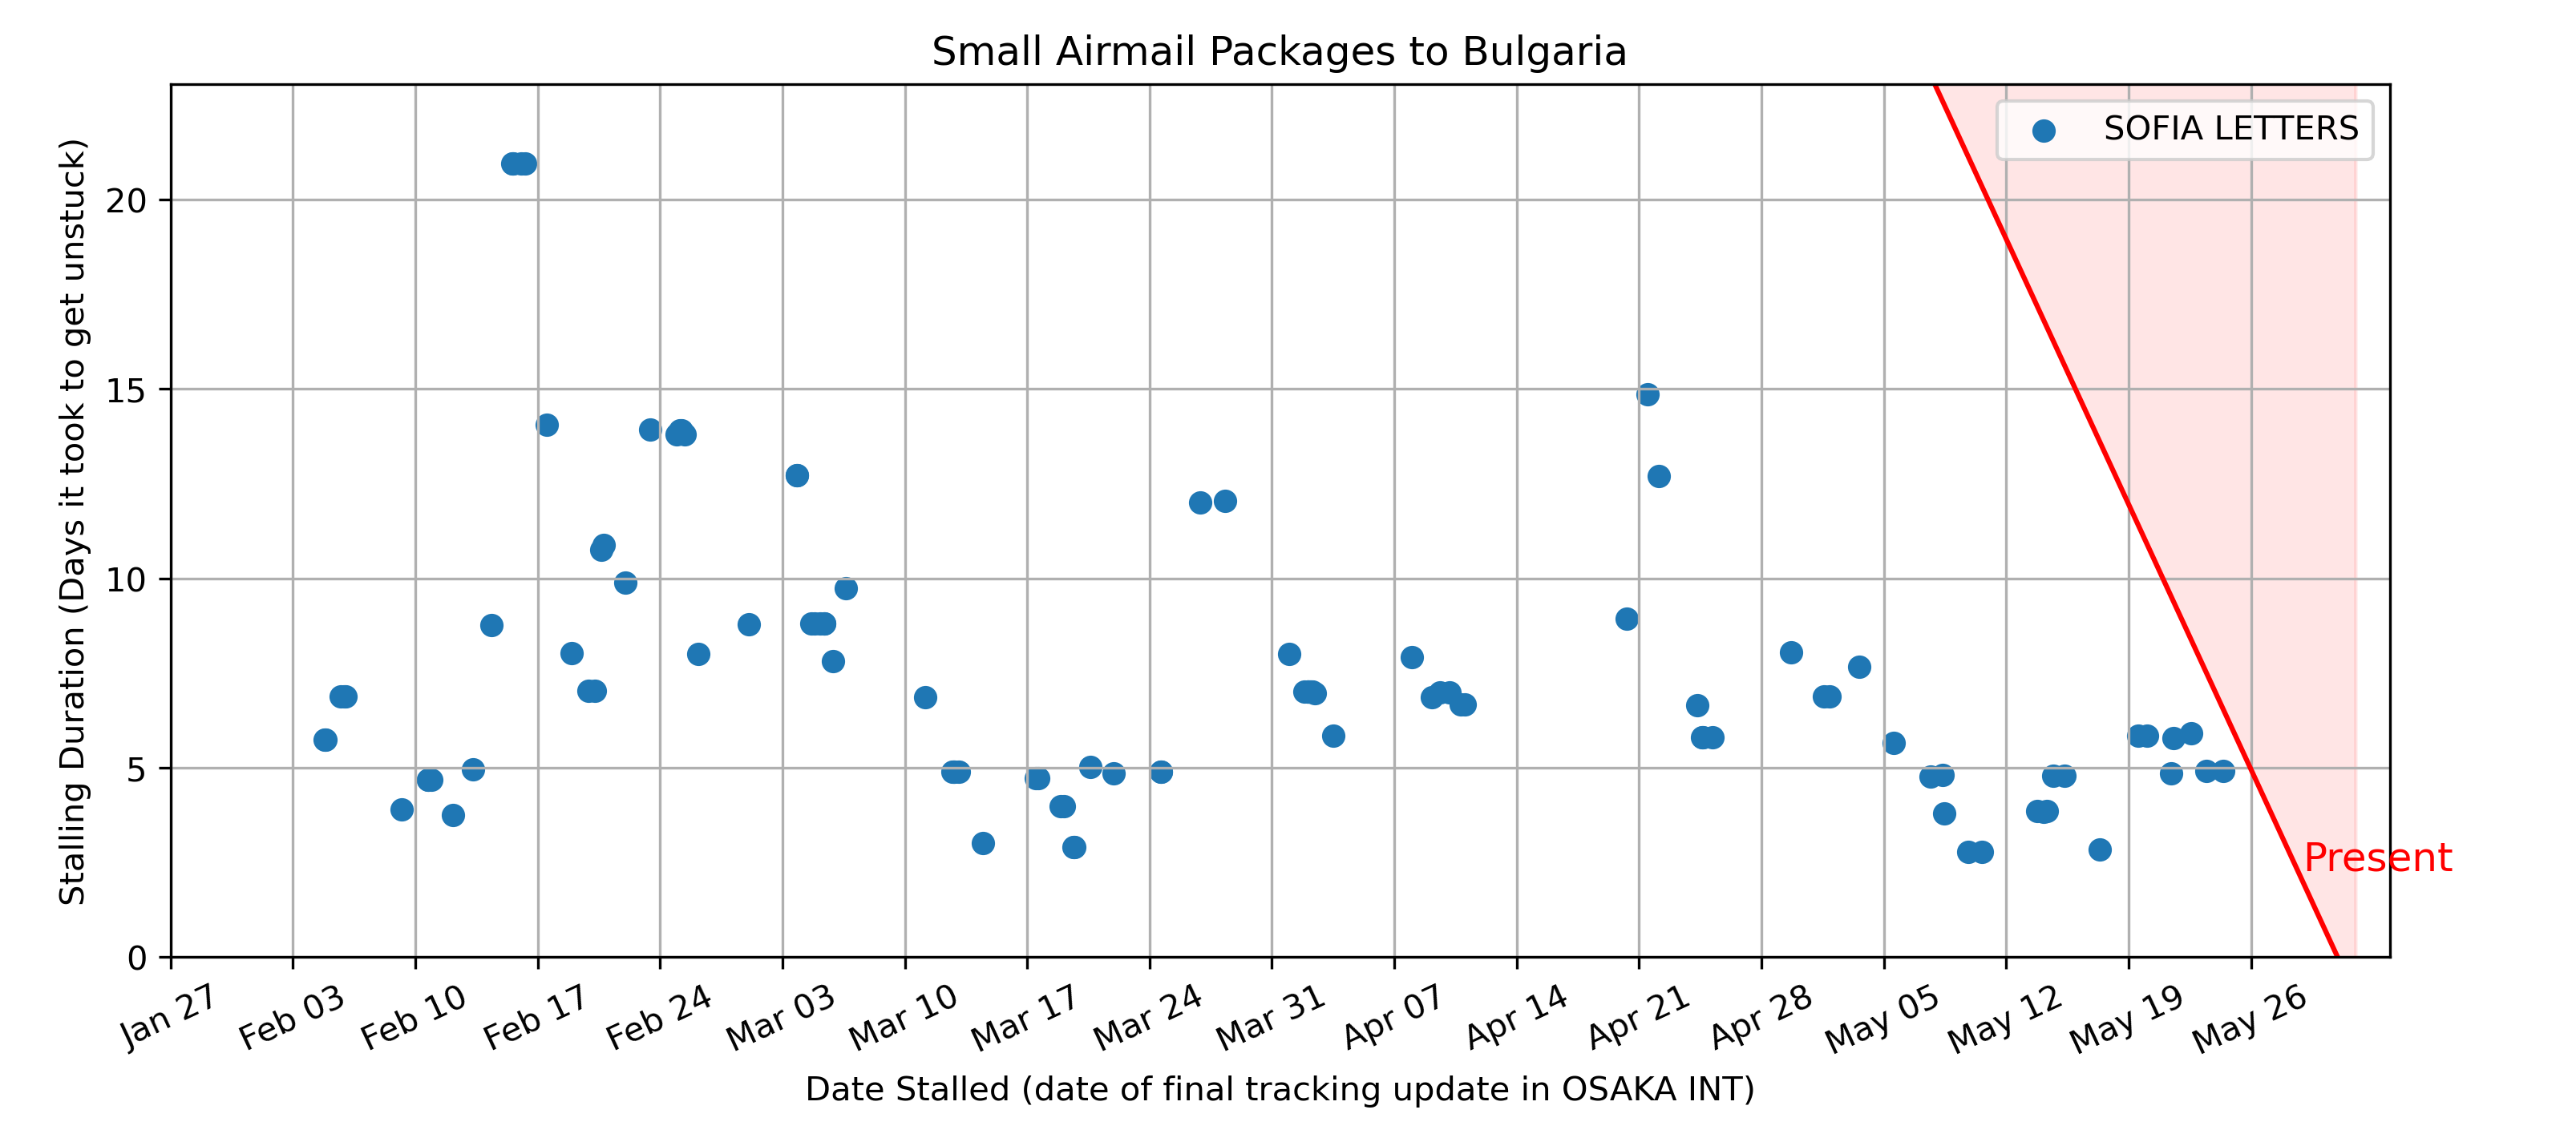 Small Airmail Packages to Bulgaria
SOFIA LETTERS
Stalling Duration (Days it took to get unstuck)
20
15
10
5
0
Present
Jan 27 Feb 03 Feb 10 Feb 17 Feb 24 Mar 03 Mar 10 Mar 17 Mar 24 Mar 31 Apr 07 Apr 14 Apr 21 Apr 28 May 05 May 12 May 19 May 26
Date Stalled (date of final tracking update in OSAKA INT)